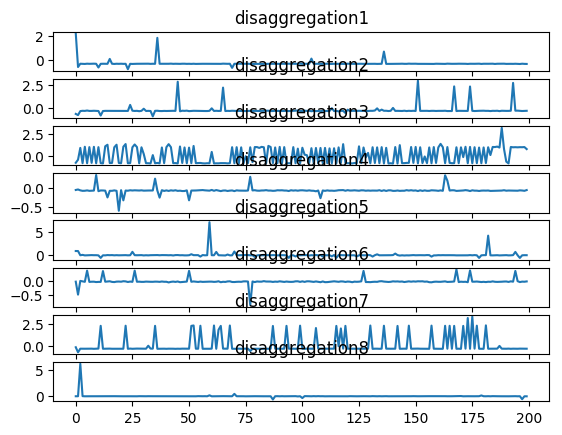 disaggregation1
2
0
disaggregation2
2.5
0.0
disaggregation3
2.5
0.0
disaggregation4
0.0
−0.5
disaggregation5
5
0
disaggregation6
0.0
−0.5
disaggregation7
2.5
0.0
disaggregation8
5
0
0 25 50 75 100 125 150 175 200